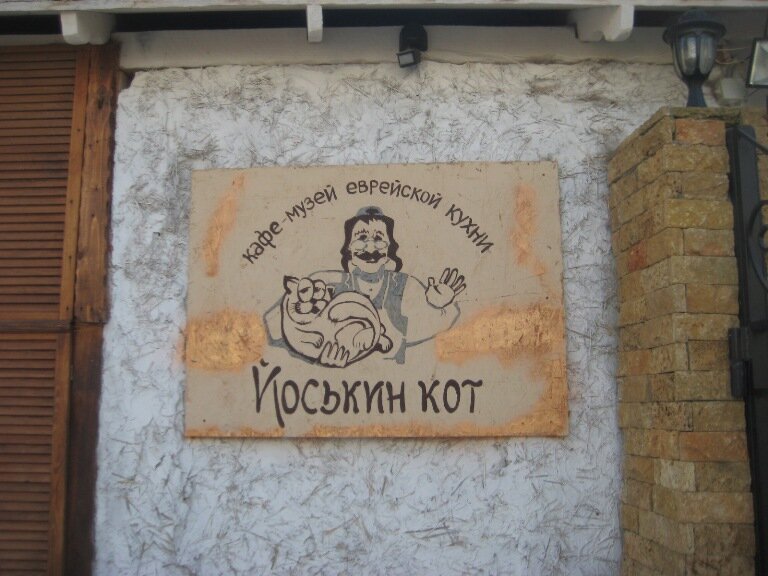 кафе-музей еврейской кухни
Йоськин кот